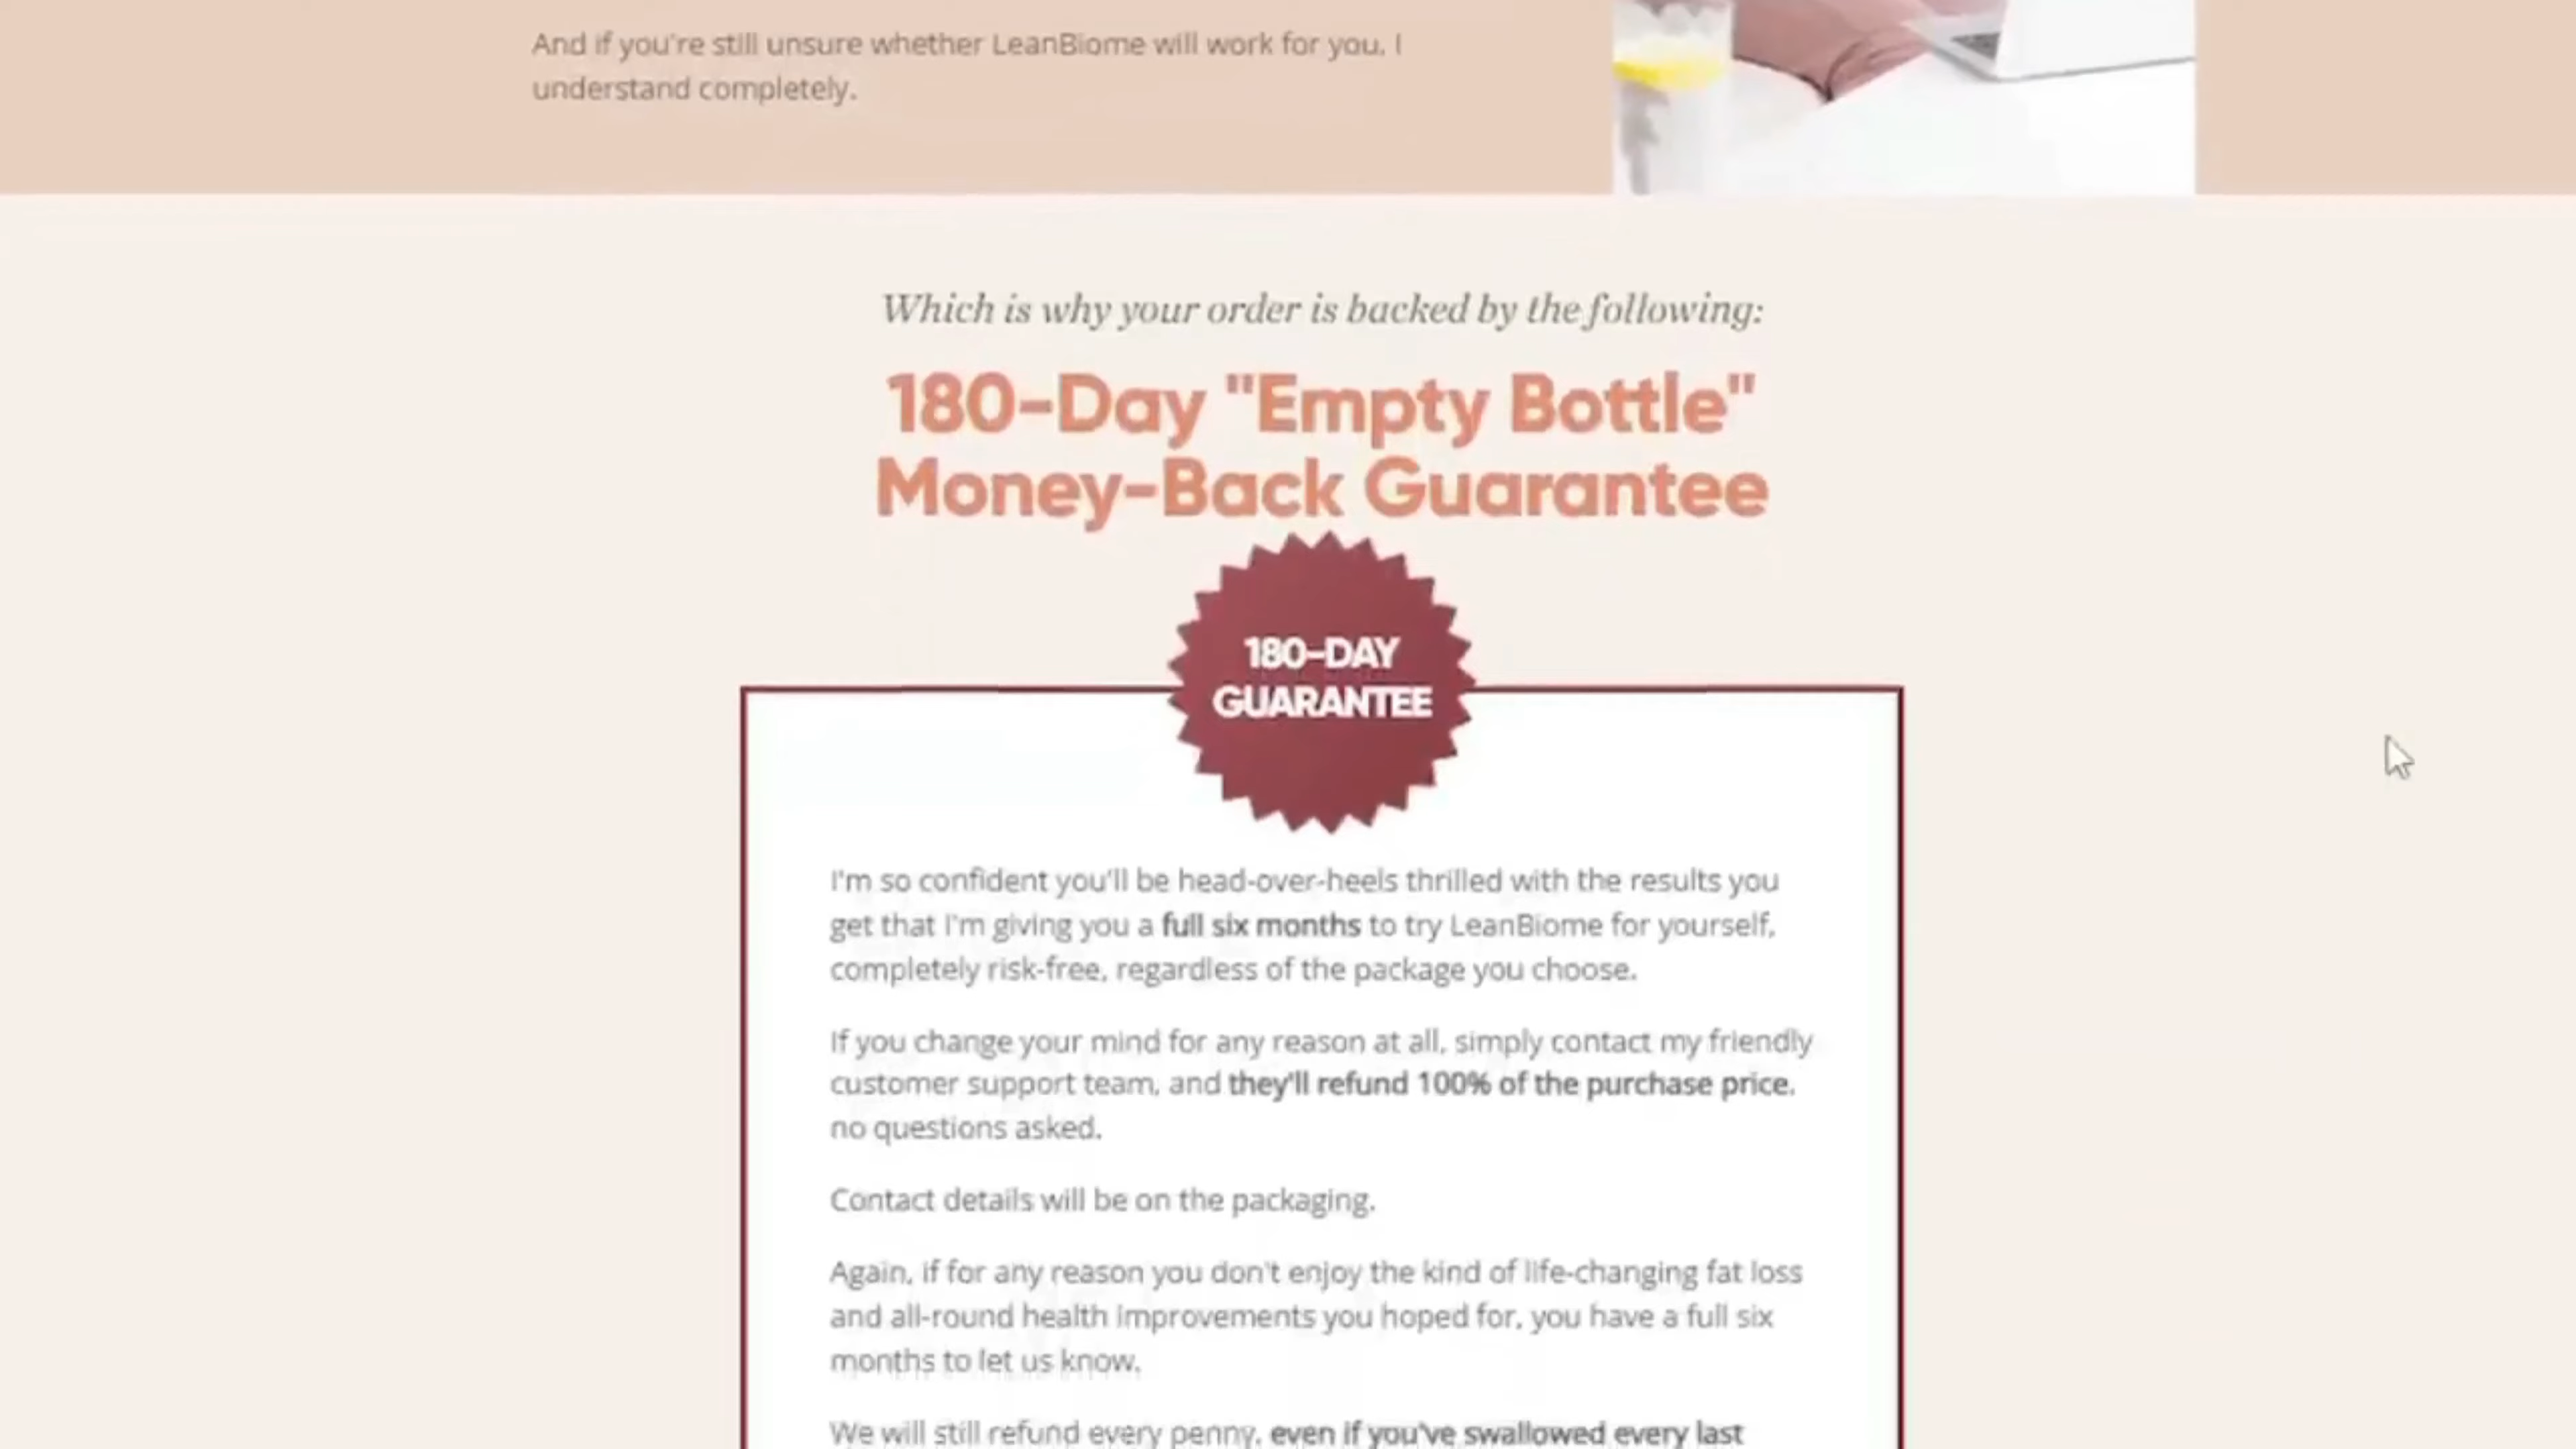 And if you're still unsure whether LeanBiome will work for you, I
understand completely.
Which is why your order is backed by the following:
180-Day "Empty Bottle"
Money-Back Guarantee
180-DAY
GUARANTEE
I'm so confident you'll be head-over-heels thrilled with the results you
get that I'm giving you a full six months to try LeanBiome for yourself,
completely risk-free, regardless of the package you choose.
If you change your mind for any reason at all, simply contact my friendly
customer support team, and they'll refund 100% of the purchase price,
no questions asked.
Contact details will be on the packaging.
Again, if for any reason you don't enjoy the kind of life-changing fat loss
and all-round health improvements you hoped for, you have a full six
months to let us know.
We will still refund every penny, even if you've swallowed every last